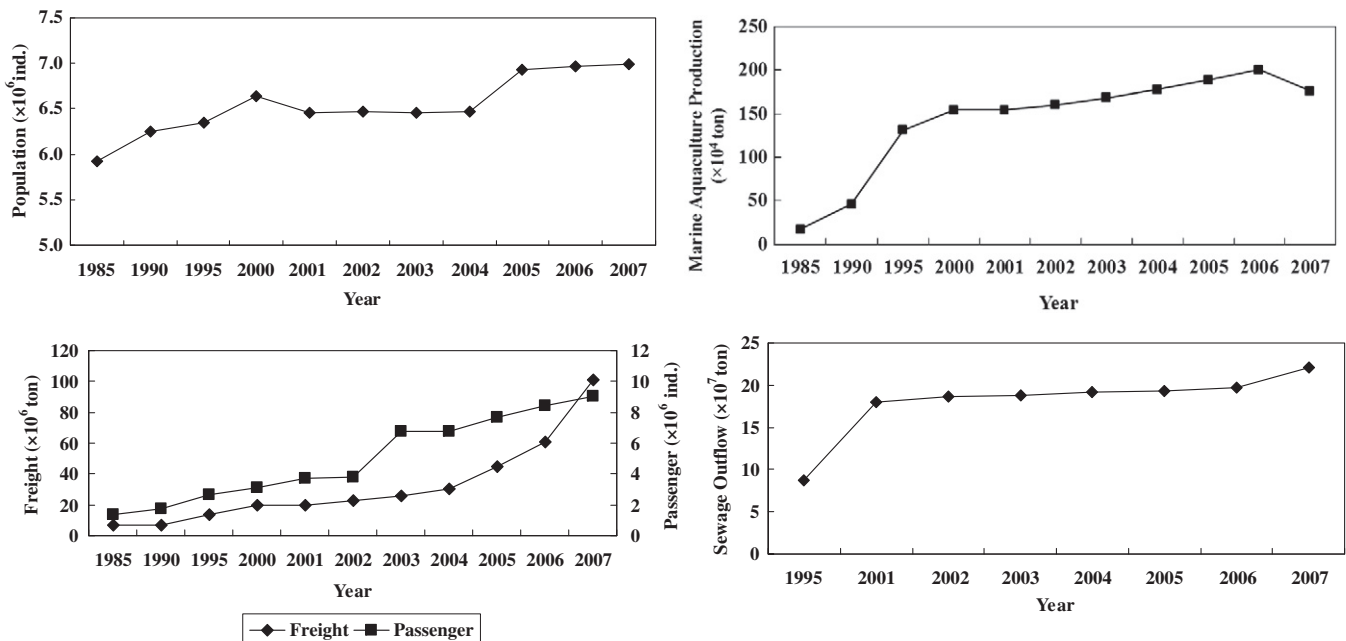 Population (×10⁶ ind.)
7.5
7.0
6.5
6.0
5.5
5.0
1985 1990 1995 2000 2001 2002 2003 2004 2005 2006 2007
Year
Marine Aquaculture Production
(×10⁴ ton)
250
200
150
100
50
0
1985 1990 1995 2000 2001 2002 2003 2004 2005 2006 2007
Year
Freight (×10⁶ ton)
120
100
80
60
40
20
0
12
10
8
6
4
2
0
Passenger (×10⁶ ind.)
1985 1990 1995 2000 2001 2002 2003 2004 2005 2006 2007
Year
Freight Passenger
Sewage Outflow (×10⁷ ton)
25
20
15
10
5
0
1995 2001 2002 2003 2004 2005 2006 2007
Year